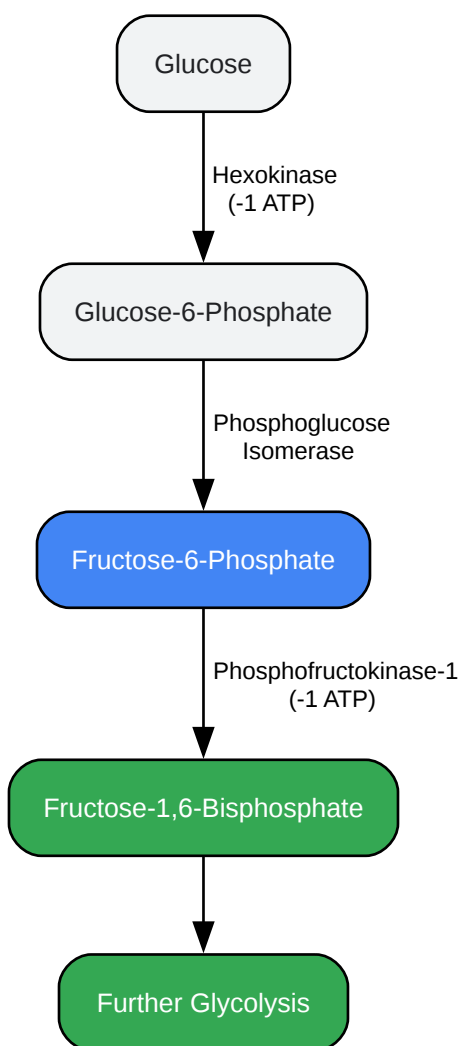 Glucose
Hexokinase
(-1 ATP)
Glucose-6-Phosphate
Phosphoglucose
Isomerase
Fructose-6-Phosphate
Phosphofructokinase-1
(-1 ATP)
Fructose-1,6-Bisphosphate
Further Glycolysis